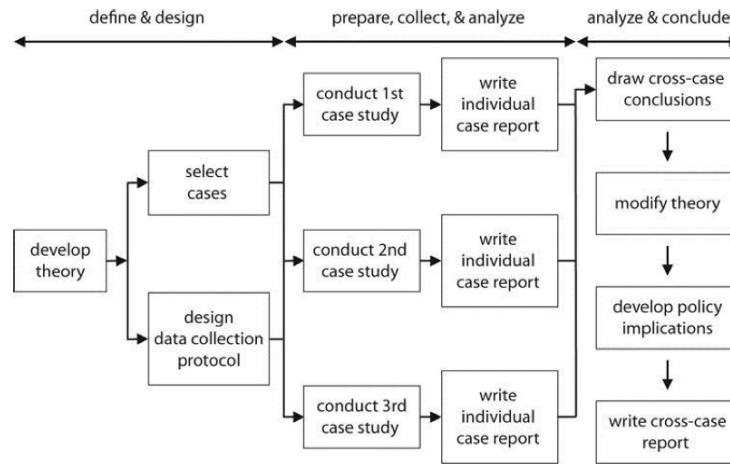 define & design
prepare, collect, & analyze
analyze & conclude
develop
theory
select
cases
design
data collection
protocol
conduct 1st
case study
write
individual
case report
conduct 2nd
case study
write
individual
case report
conduct 3rd
case study
write
individual
case report
draw cross-case
conclusions
modify theory
develop policy
implications
write cross-case
report